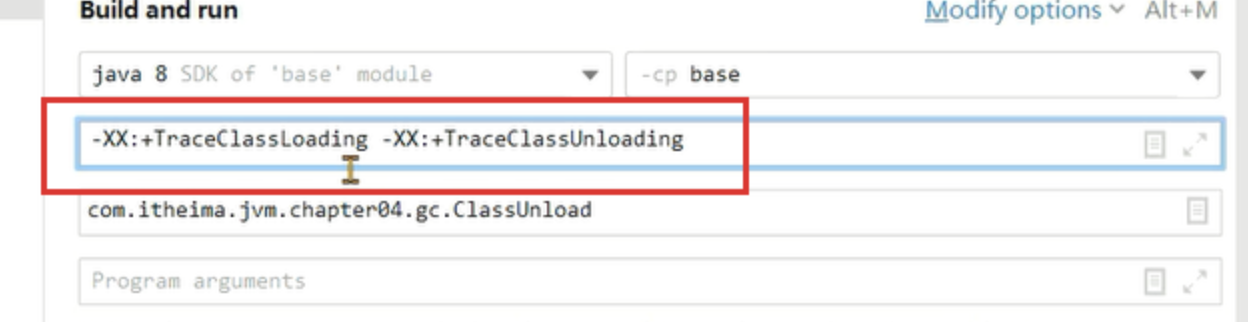 Build and run
Modify options Alt+M
java 8 SDK of 'base' module
-cp base
-XX:+TraceClassLoading -XX:+TraceClassUnloading
com.itheima.jvm.chapter04.gc.ClassUnload
Program arguments